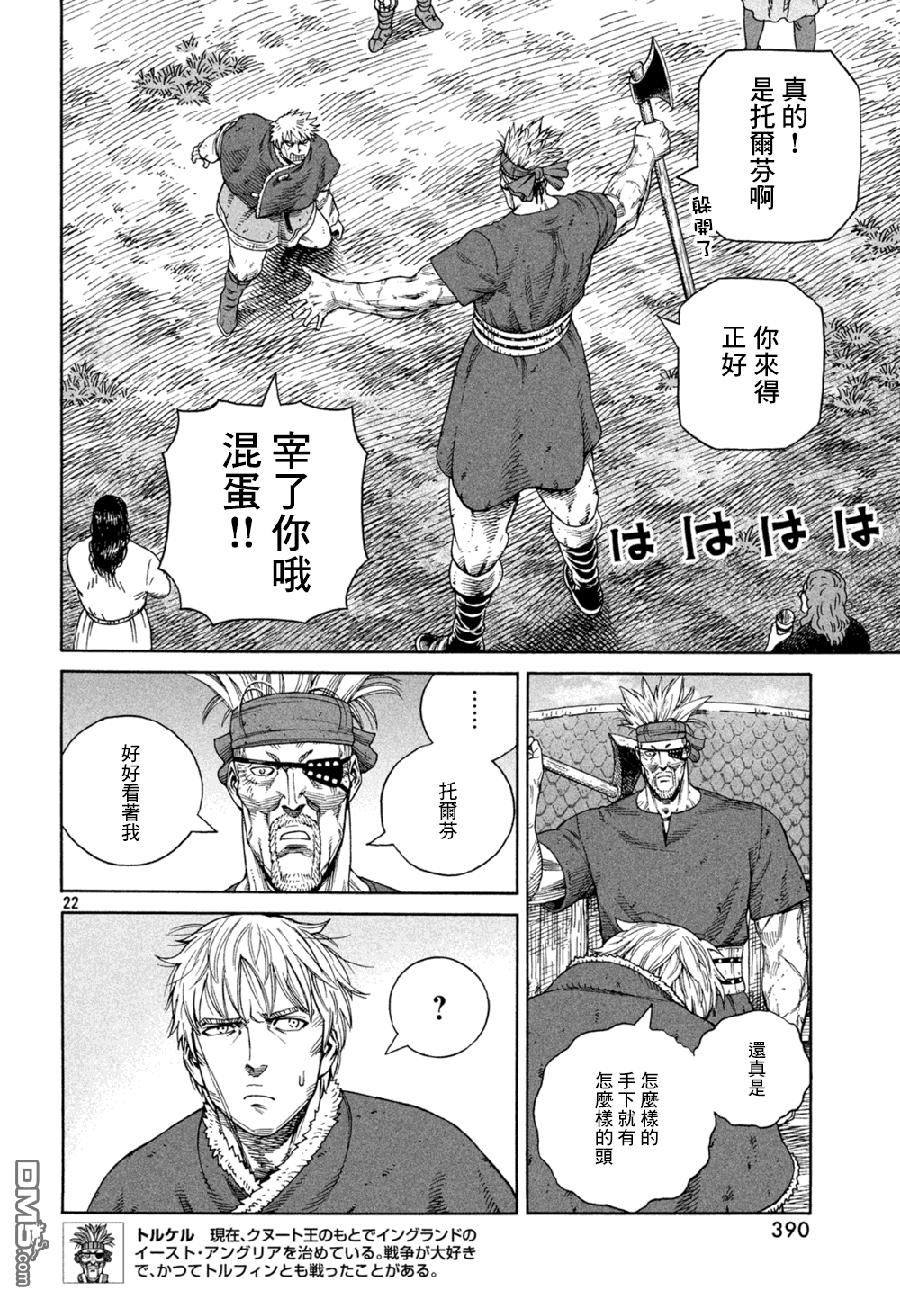 真的！
是托爾芬啊
躲開了
你來得
正好
宰了你哦
混蛋!!
はははは
還真是
怎麼樣的
手下就有
怎麼樣的頭
……
托爾芬
好好看著我
22
?
トルケル　現在、クヌート王のもとでイングランドの
イースト・アングリアを治めている。戦争が大好き
で、かつてトルフィンとも戦ったことがある。
390
DM5.com